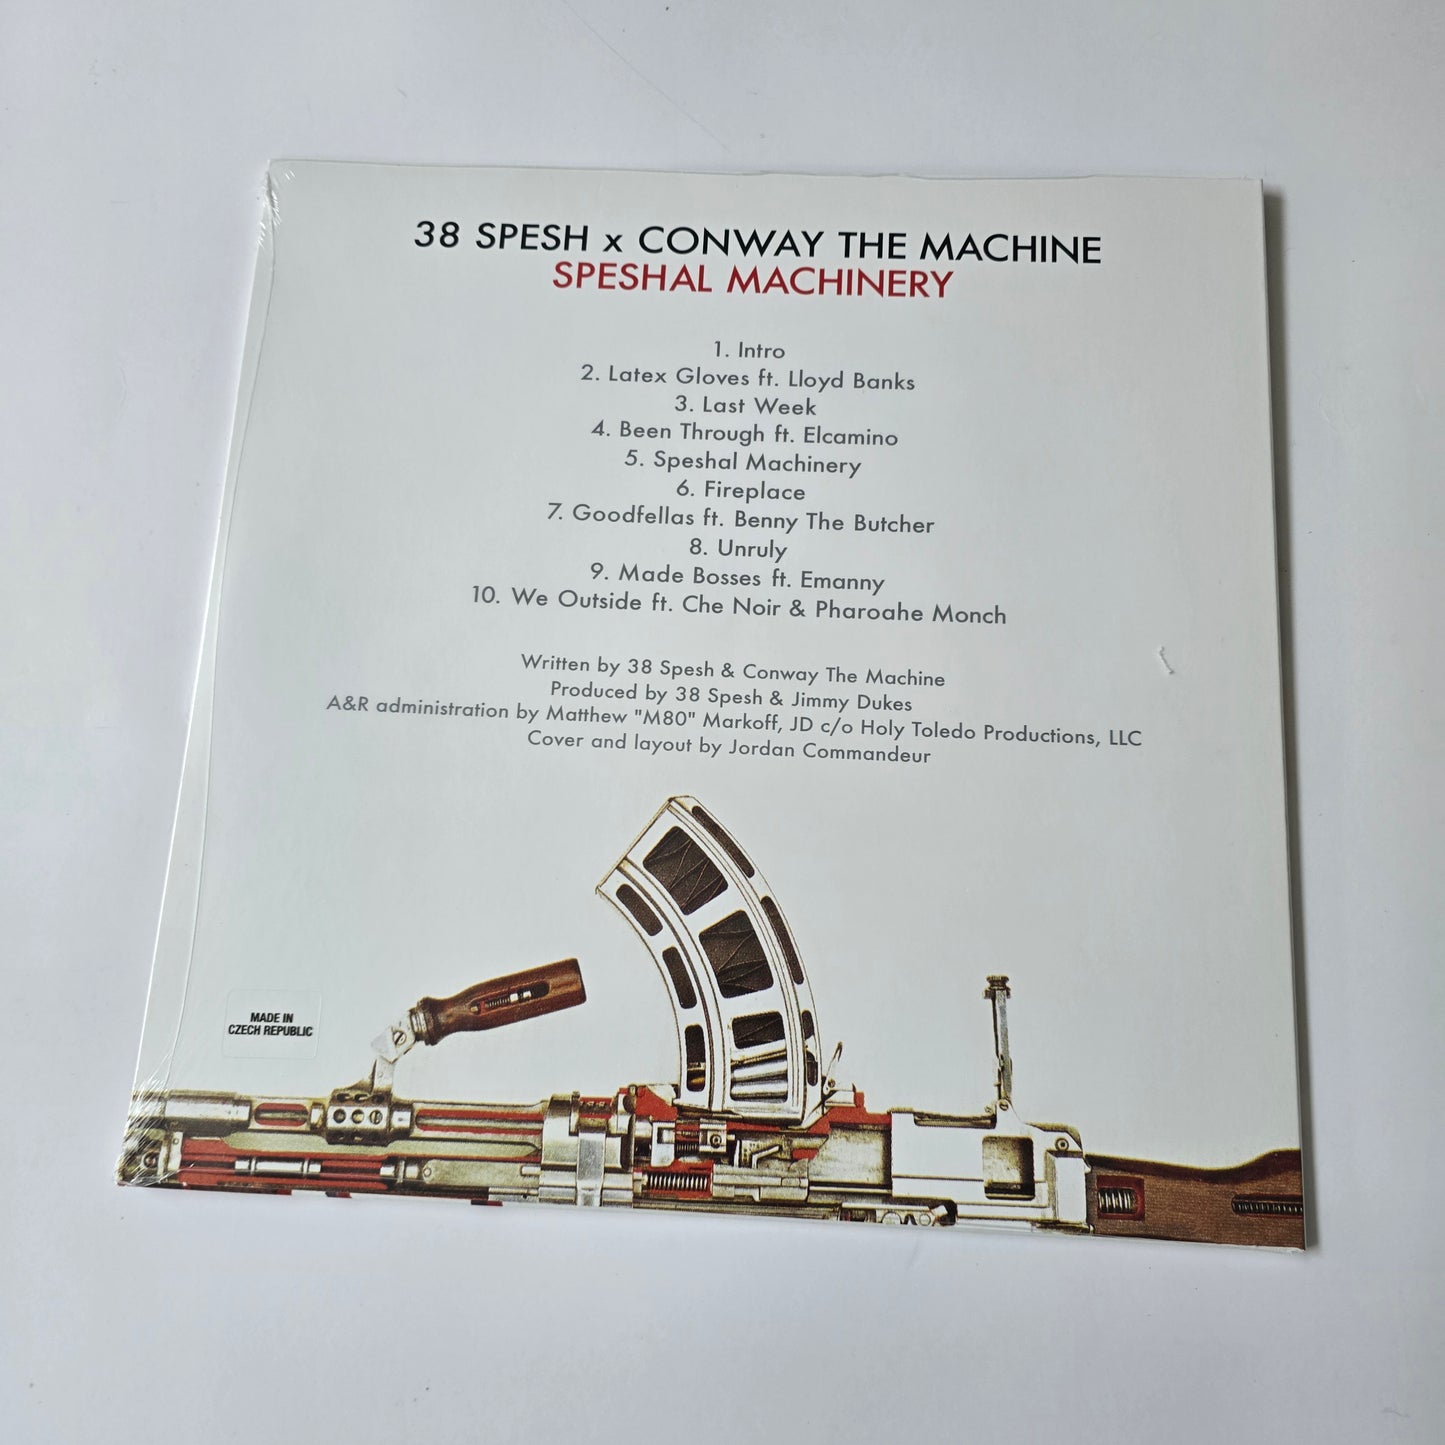 38 SPESH x CONWAY THE MACHINE
SPESHAL MACHINERY
1. Intro
2. Latex Gloves ft. Lloyd Banks
3. Last Week
4. Been Through ft. Elcamino
5. Speshal Machinery
6. Fireplace
7. Goodfellas ft. Benny The Butcher
8. Unruly
9. Made Bosses ft. Emanny
10. We Outside ft. Che Noir & Pharoahe Monch
Written by 38 Spesh & Conway The Machine
Produced by 38 Spesh & Jimmy Dukes
A&R administration by Matthew "M80" Markoff, JD c/o Holy Toledo Productions, LLC
Cover and layout by Jordan Commandeur
MADE IN
CZECH REPUBLIC